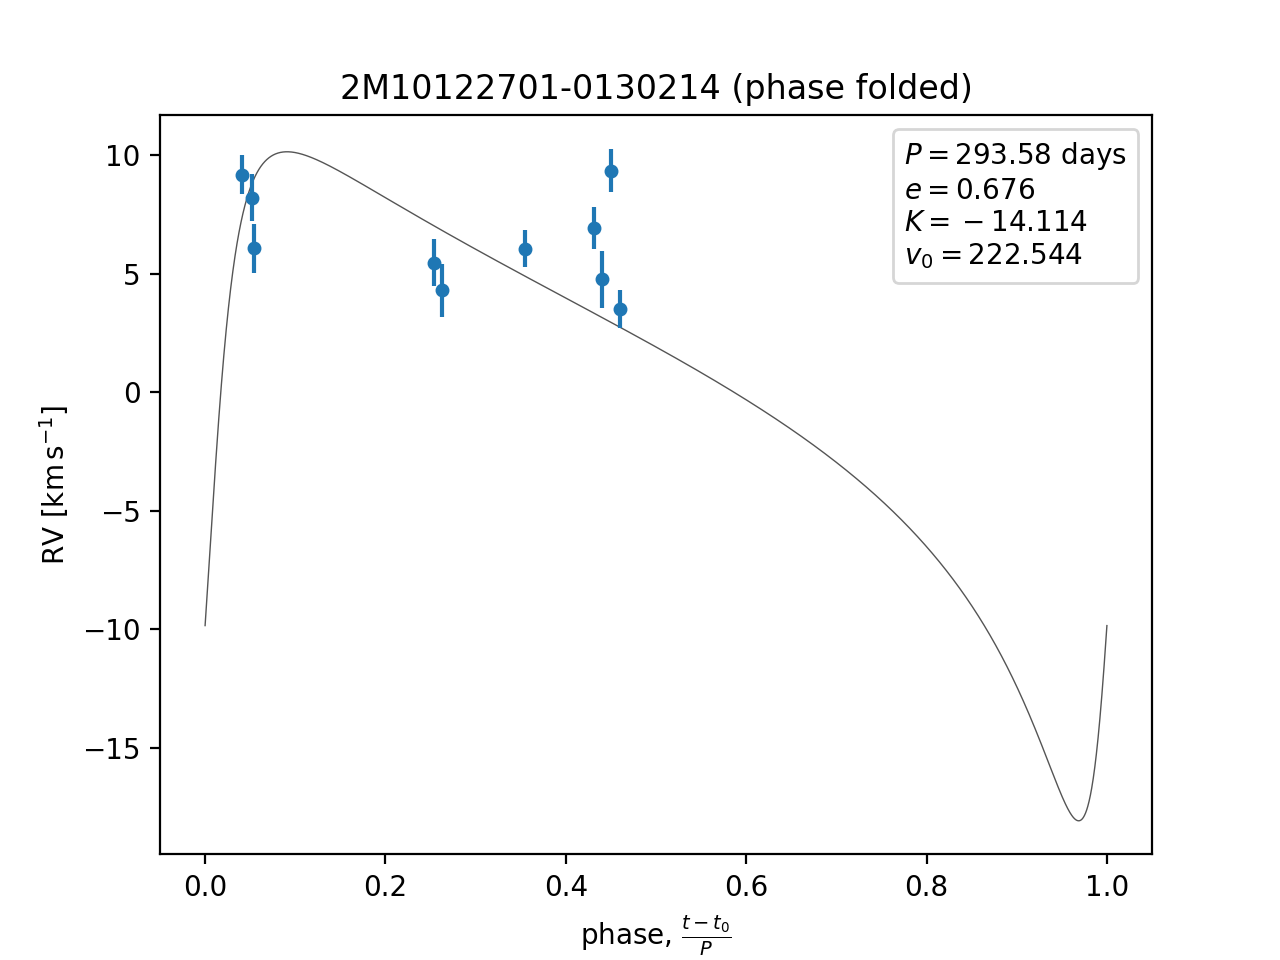 2M10122701-0130214 (phase folded)
P = 293.58 days
e = 0.676
K = −14.114
v₀ = 222.544
10
5
0
−5
−10
−15
RV [km s⁻¹]
0.0 0.2 0.4 0.6 0.8 1.0
phase, (t − t₀)/P